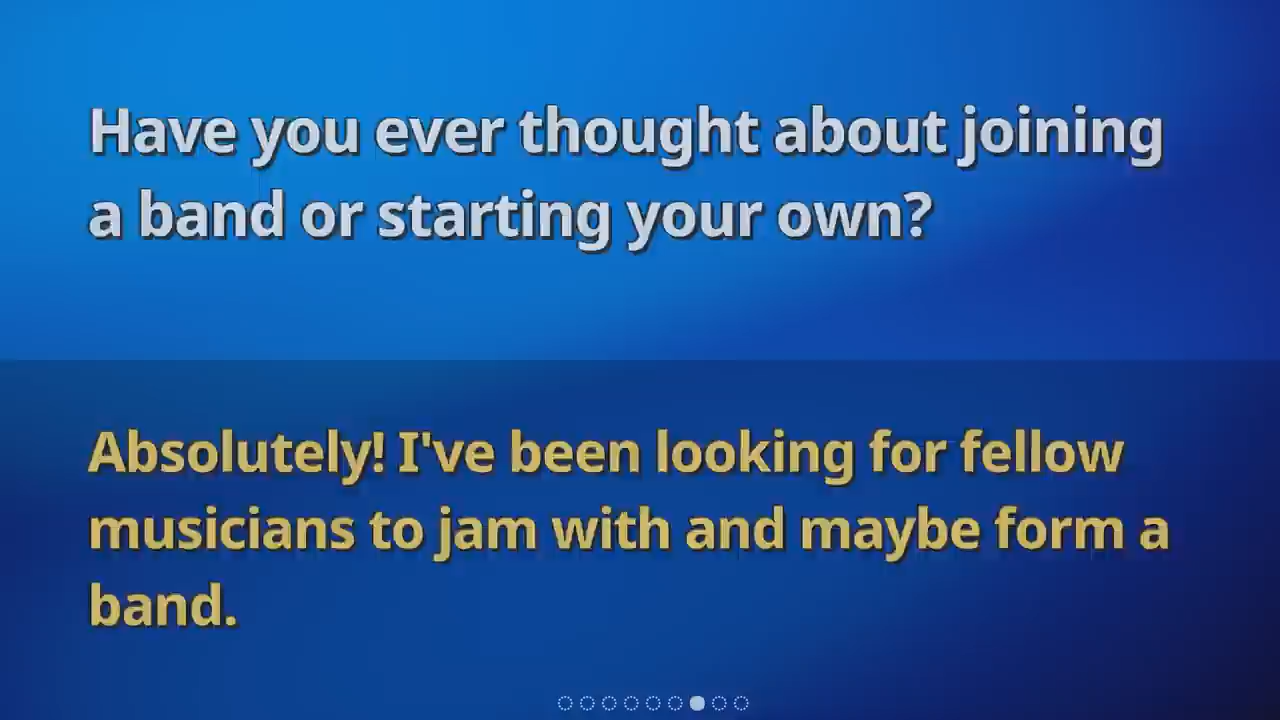 Have you ever thought about joining
a band or starting your own?
Absolutely! I've been looking for fellow
musicians to jam with and maybe form a
band.